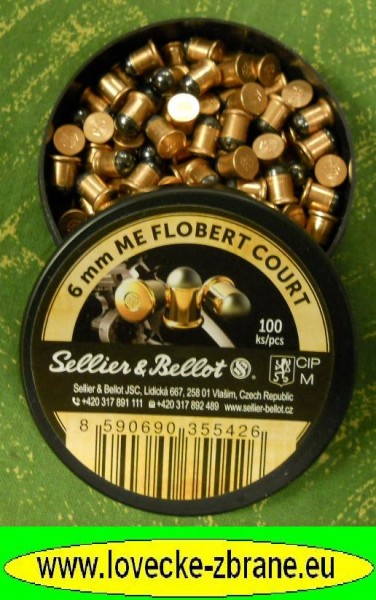 6 mm ME FLOBERT COURT
100
ks/pcs
Sellier & Bellot S
CIP
M
Sellier & Bellot JSC, Lidická 667, 258 01 Vlašim, Czech Republic
+420 317 891 111 +420 317 892 489 www.sellier-bellot.cz
8 590690 355426
www.lovecke-zbrane.eu